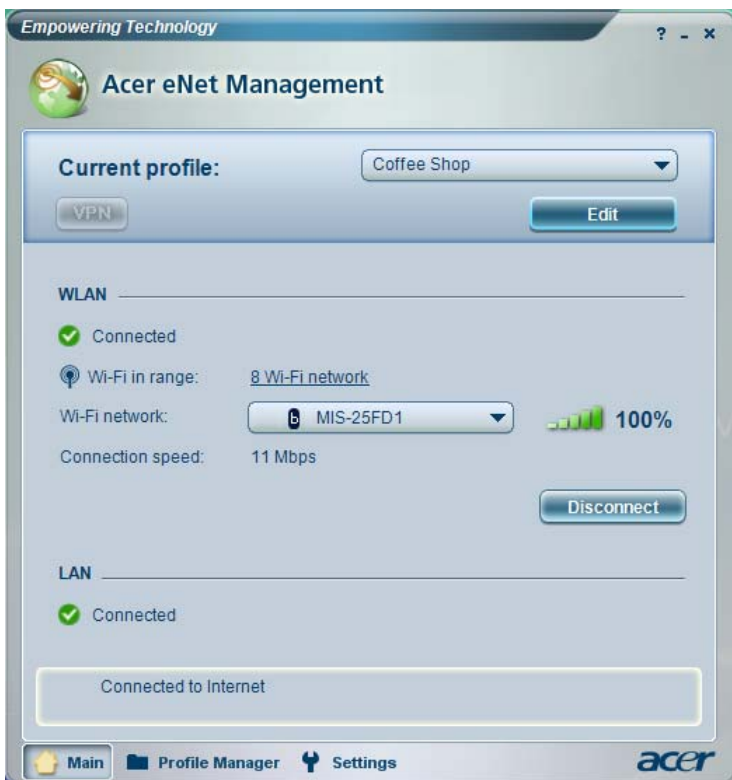 Empowering Technology
? - x
Acer eNet Management
Current profile:
Coffee Shop
VPN
Edit
WLAN
Connected
Wi-Fi in range:
8 Wi-Fi network
Wi-Fi network:
b MIS-25FD1
100%
Connection speed:
11 Mbps
Disconnect
LAN
Connected
Connected to Internet
Main
Profile Manager
Settings
acer